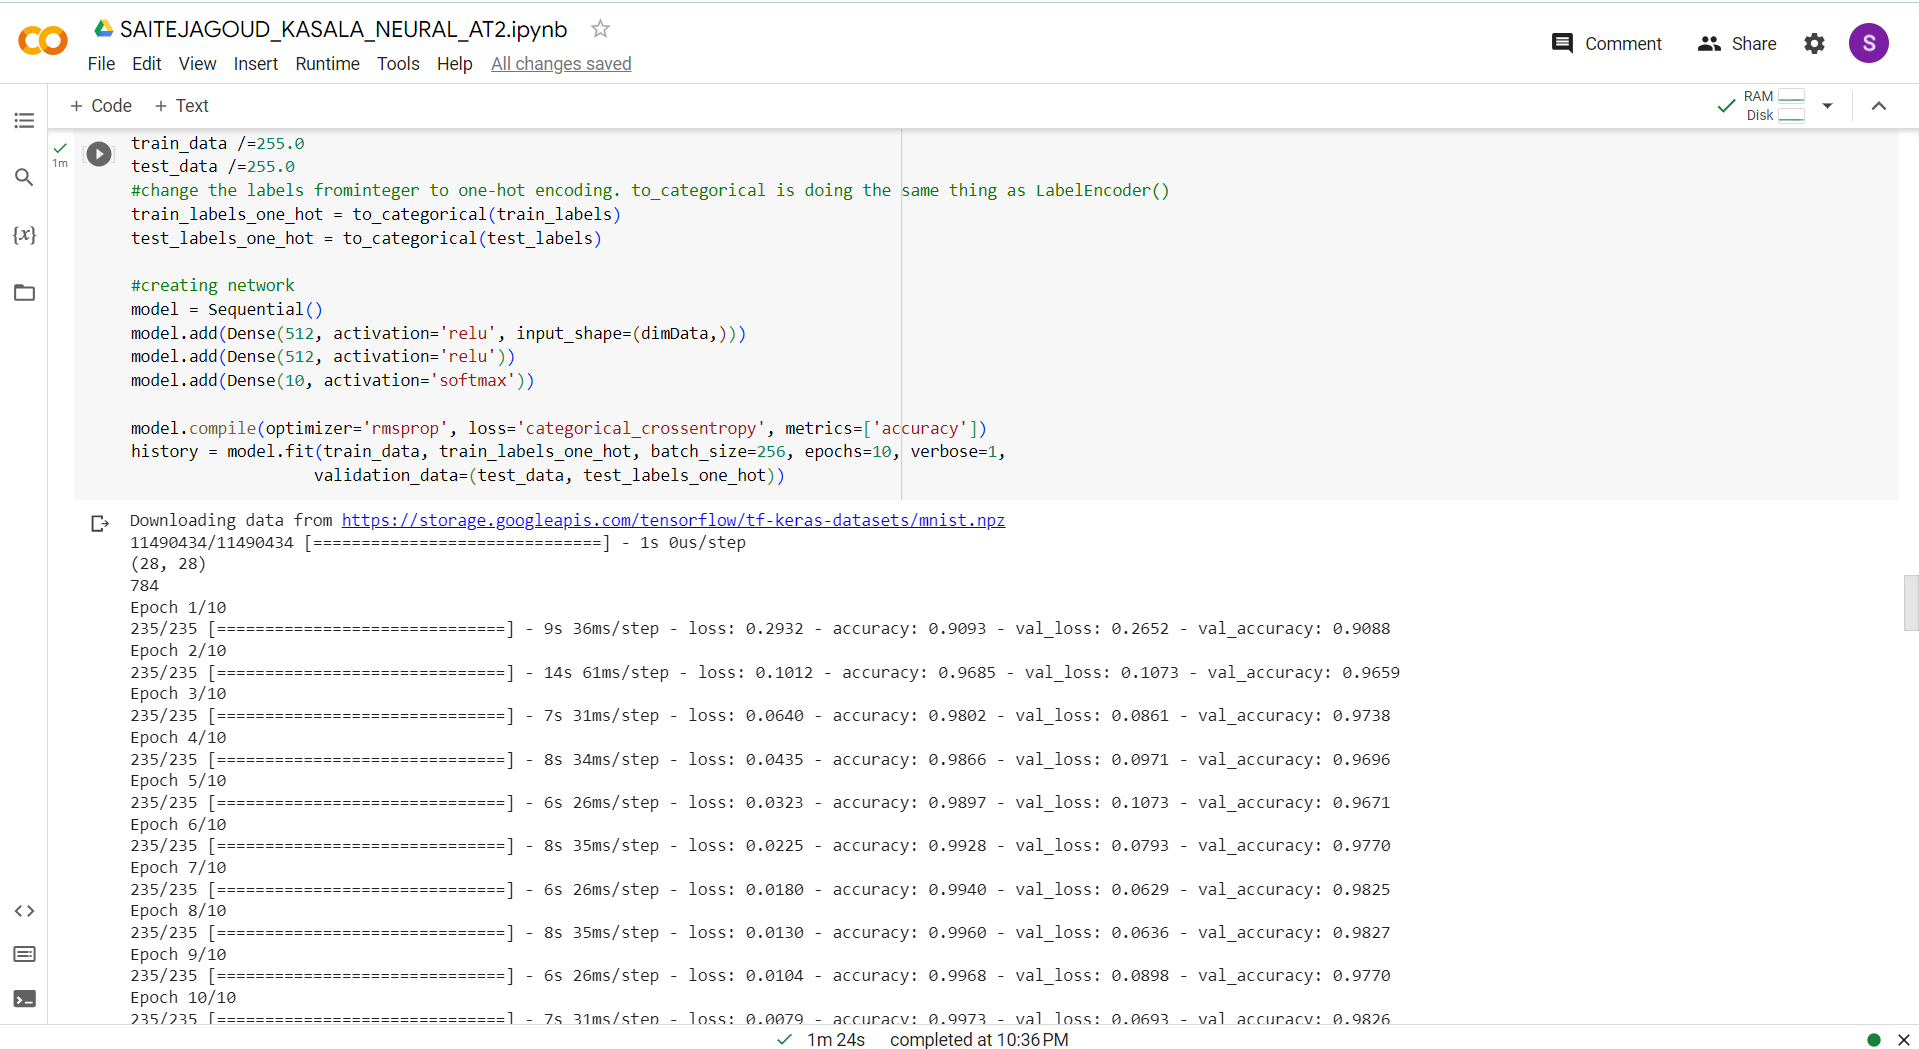 SAITEJAGOUD_KASALA_NEURAL_AT2.ipynb
File Edit View Insert Runtime Tools Help All changes saved
Comment Share S
+ Code + Text
RAM
Disk
1m
{x}
train_data /=255.0
test_data /=255.0
#change the labels frominteger to one-hot encoding. to_categorical is doing the same thing as LabelEncoder()
train_labels_one_hot = to_categorical(train_labels)
test_labels_one_hot = to_categorical(test_labels)
#creating network
model = Sequential()
model.add(Dense(512, activation='relu', input_shape=(dimData,)))
model.add(Dense(512, activation='relu'))
model.add(Dense(10, activation='softmax'))
model.compile(optimizer='rmsprop', loss='categorical_crossentropy', metrics=['accuracy'])
history = model.fit(train_data, train_labels_one_hot, batch_size=256, epochs=10, verbose=1,
validation_data=(test_data, test_labels_one_hot))
Downloading data from https://storage.googleapis.com/tensorflow/tf-keras-datasets/mnist.npz
11490434/11490434 [==============================] - 1s 0us/step
(28, 28)
784
Epoch 1/10
235/235 [==============================] - 9s 36ms/step - loss: 0.2932 - accuracy: 0.9093 - val_loss: 0.2652 - val_accuracy: 0.9088
Epoch 2/10
235/235 [==============================] - 14s 61ms/step - loss: 0.1012 - accuracy: 0.9685 - val_loss: 0.1073 - val_accuracy: 0.9659
Epoch 3/10
235/235 [==============================] - 7s 31ms/step - loss: 0.0640 - accuracy: 0.9802 - val_loss: 0.0861 - val_accuracy: 0.9738
Epoch 4/10
235/235 [==============================] - 8s 34ms/step - loss: 0.0435 - accuracy: 0.9866 - val_loss: 0.0971 - val_accuracy: 0.9696
Epoch 5/10
235/235 [==============================] - 6s 26ms/step - loss: 0.0323 - accuracy: 0.9897 - val_loss: 0.1073 - val_accuracy: 0.9671
Epoch 6/10
235/235 [==============================] - 8s 35ms/step - loss: 0.0225 - accuracy: 0.9928 - val_loss: 0.0793 - val_accuracy: 0.9770
Epoch 7/10
235/235 [==============================] - 6s 26ms/step - loss: 0.0180 - accuracy: 0.9940 - val_loss: 0.0629 - val_accuracy: 0.9825
Epoch 8/10
235/235 [==============================] - 8s 35ms/step - loss: 0.0130 - accuracy: 0.9960 - val_loss: 0.0636 - val_accuracy: 0.9827
Epoch 9/10
235/235 [==============================] - 6s 26ms/step - loss: 0.0104 - accuracy: 0.9968 - val_loss: 0.0898 - val_accuracy: 0.9770
Epoch 10/10
235/235 [==============================] - 7s 31ms/step - loss: 0.0079 - accuracy: 0.9973 - val_loss: 0.0693 - val_accuracy: 0.9826
1m 24s completed at 10:36 PM